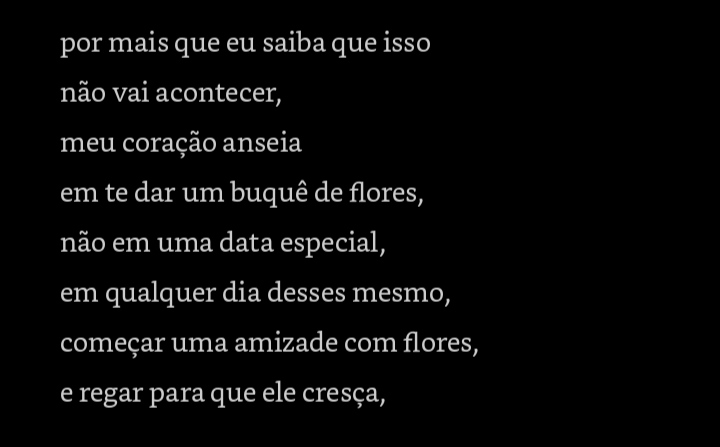 por mais que eu saiba que isso
não vai acontecer,
meu coração anseia
em te dar um buquê de flores,
não em uma data especial,
em qualquer dia desses mesmo,
começar uma amizade com flores,
e regar para que ele cresça,